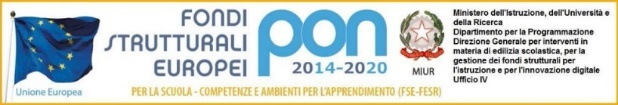 FONDI
STRUTTURALI
EUROPEI
pon
2014-2020
Unione Europea
MIUR
Ministero dell'Istruzione, dell'Università e
della Ricerca
Dipartimento per la Programmazione
Direzione Generale per interventi in
materia di edilizia scolastica, per la
gestione dei fondi strutturali per
l'istruzione e per l'innovazione digitale
Ufficio IV
PER LA SCUOLA - COMPETENZE E AMBIENTI PER L'APPRENDIMENTO (FSE-FESR)